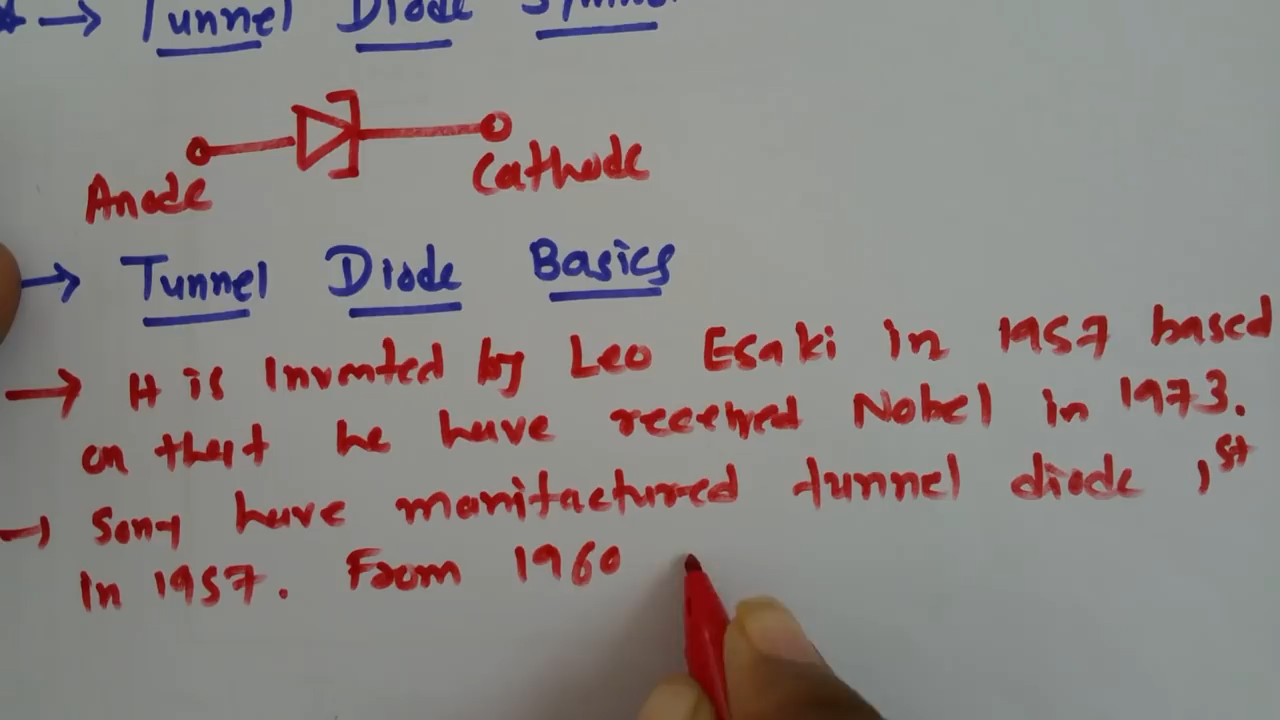 → Tunnel Diode Symbol
Anode
Cathode
→ Tunnel Diode Basics
→ It is Invented by Leo Esaki in 1957 based
on that he have received Nobel in 1973.
→ Sony have manifactured tunnel diode 1st
in 1957. From 1960